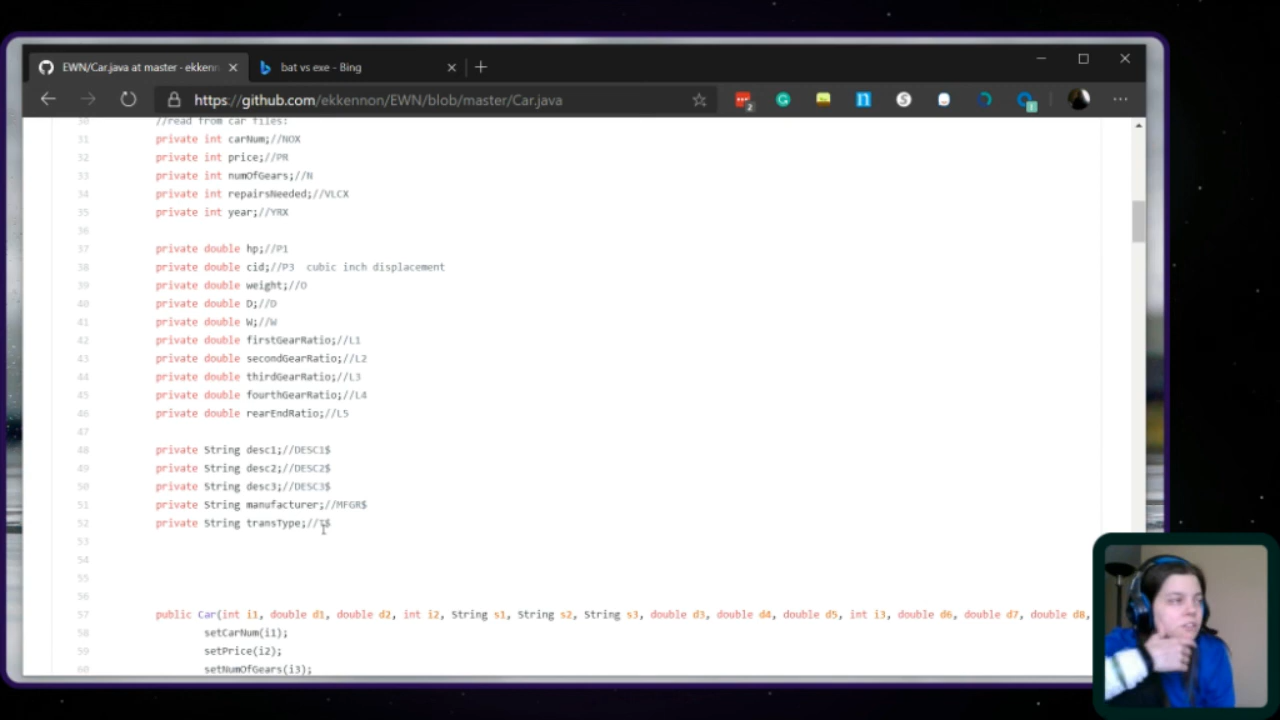 EWN/Car.java at master · ekkenn
bat vs exe - Bing
https://github.com/ekkennon/EWN/blob/master/Car.java
30 //read from car files:
31 private int carNum;//NOX
32 private int price;//PR
33 private int numOfGears;//N
34 private int repairsNeeded;//VLCX
35 private int year;//YRX
36
37 private double hp;//P1
38 private double cid;//P3  cubic inch displacement
39 private double weight;//O
40 private double D;//D
41 private double W;//W
42 private double firstGearRatio;//L1
43 private double secondGearRatio;//L2
44 private double thirdGearRatio;//L3
45 private double fourthGearRatio;//L4
46 private double rearEndRatio;//L5
47
48 private String desc1;//DESC1$
49 private String desc2;//DESC2$
50 private String desc3;//DESC3$
51 private String manufacturer;//MFGR$
52 private String transType;//T$
53
54
55
56
57 public Car(int i1, double d1, double d2, int i2, String s1, String s2, String s3, double d3, double d4, double d5, int i3, double d6, double d7, double d8,
58 setCarNum(i1);
59 setPrice(i2);
60 setNumOfGears(i3);